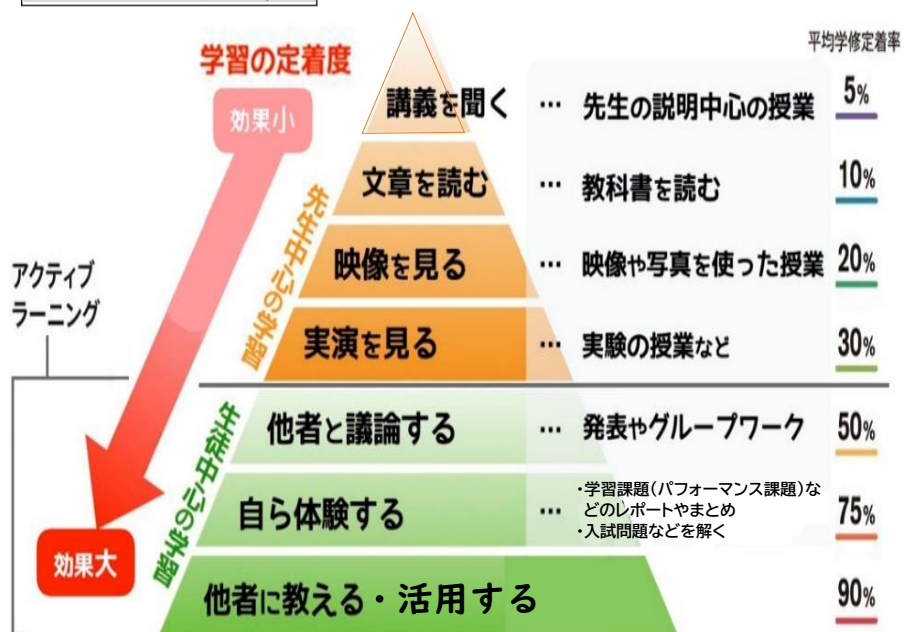 平均学修定着率
学習の定着度
効果小
講義を聞く … 先生の説明中心の授業 5%
文章を読む … 教科書を読む 10%
映像を見る … 映像や写真を使った授業 20%
実演を見る … 実験の授業など 30%
先生中心の学習
アクティブ
ラーニング
他者と議論する … 発表やグループワーク 50%
自ら体験する … ・学習課題(パフォーマンス課題)な
どのレポートやまとめ
・入試問題などを解く 75%
他者に教える・活用する 90%
生徒中心の学習
効果大